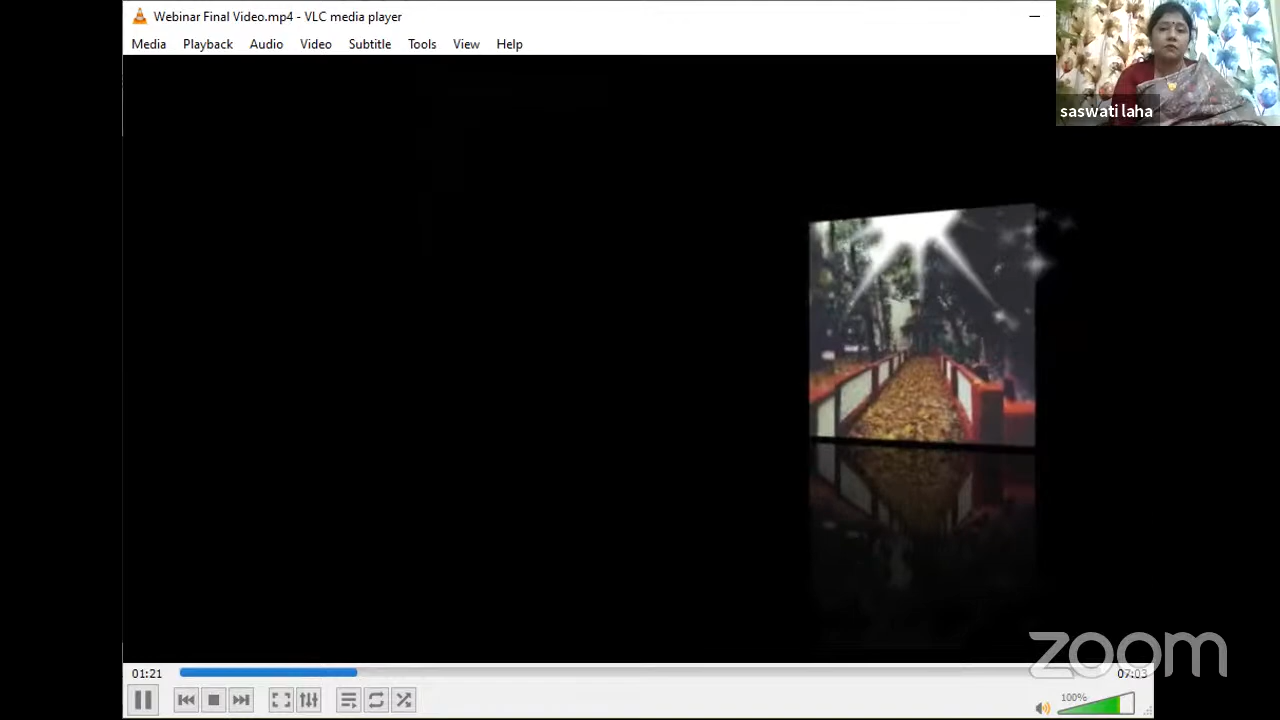 Webinar Final Video.mp4 - VLC media player
Media Playback Audio Video Subtitle Tools View Help
saswati laha
zoom
01:21
07:03
100%